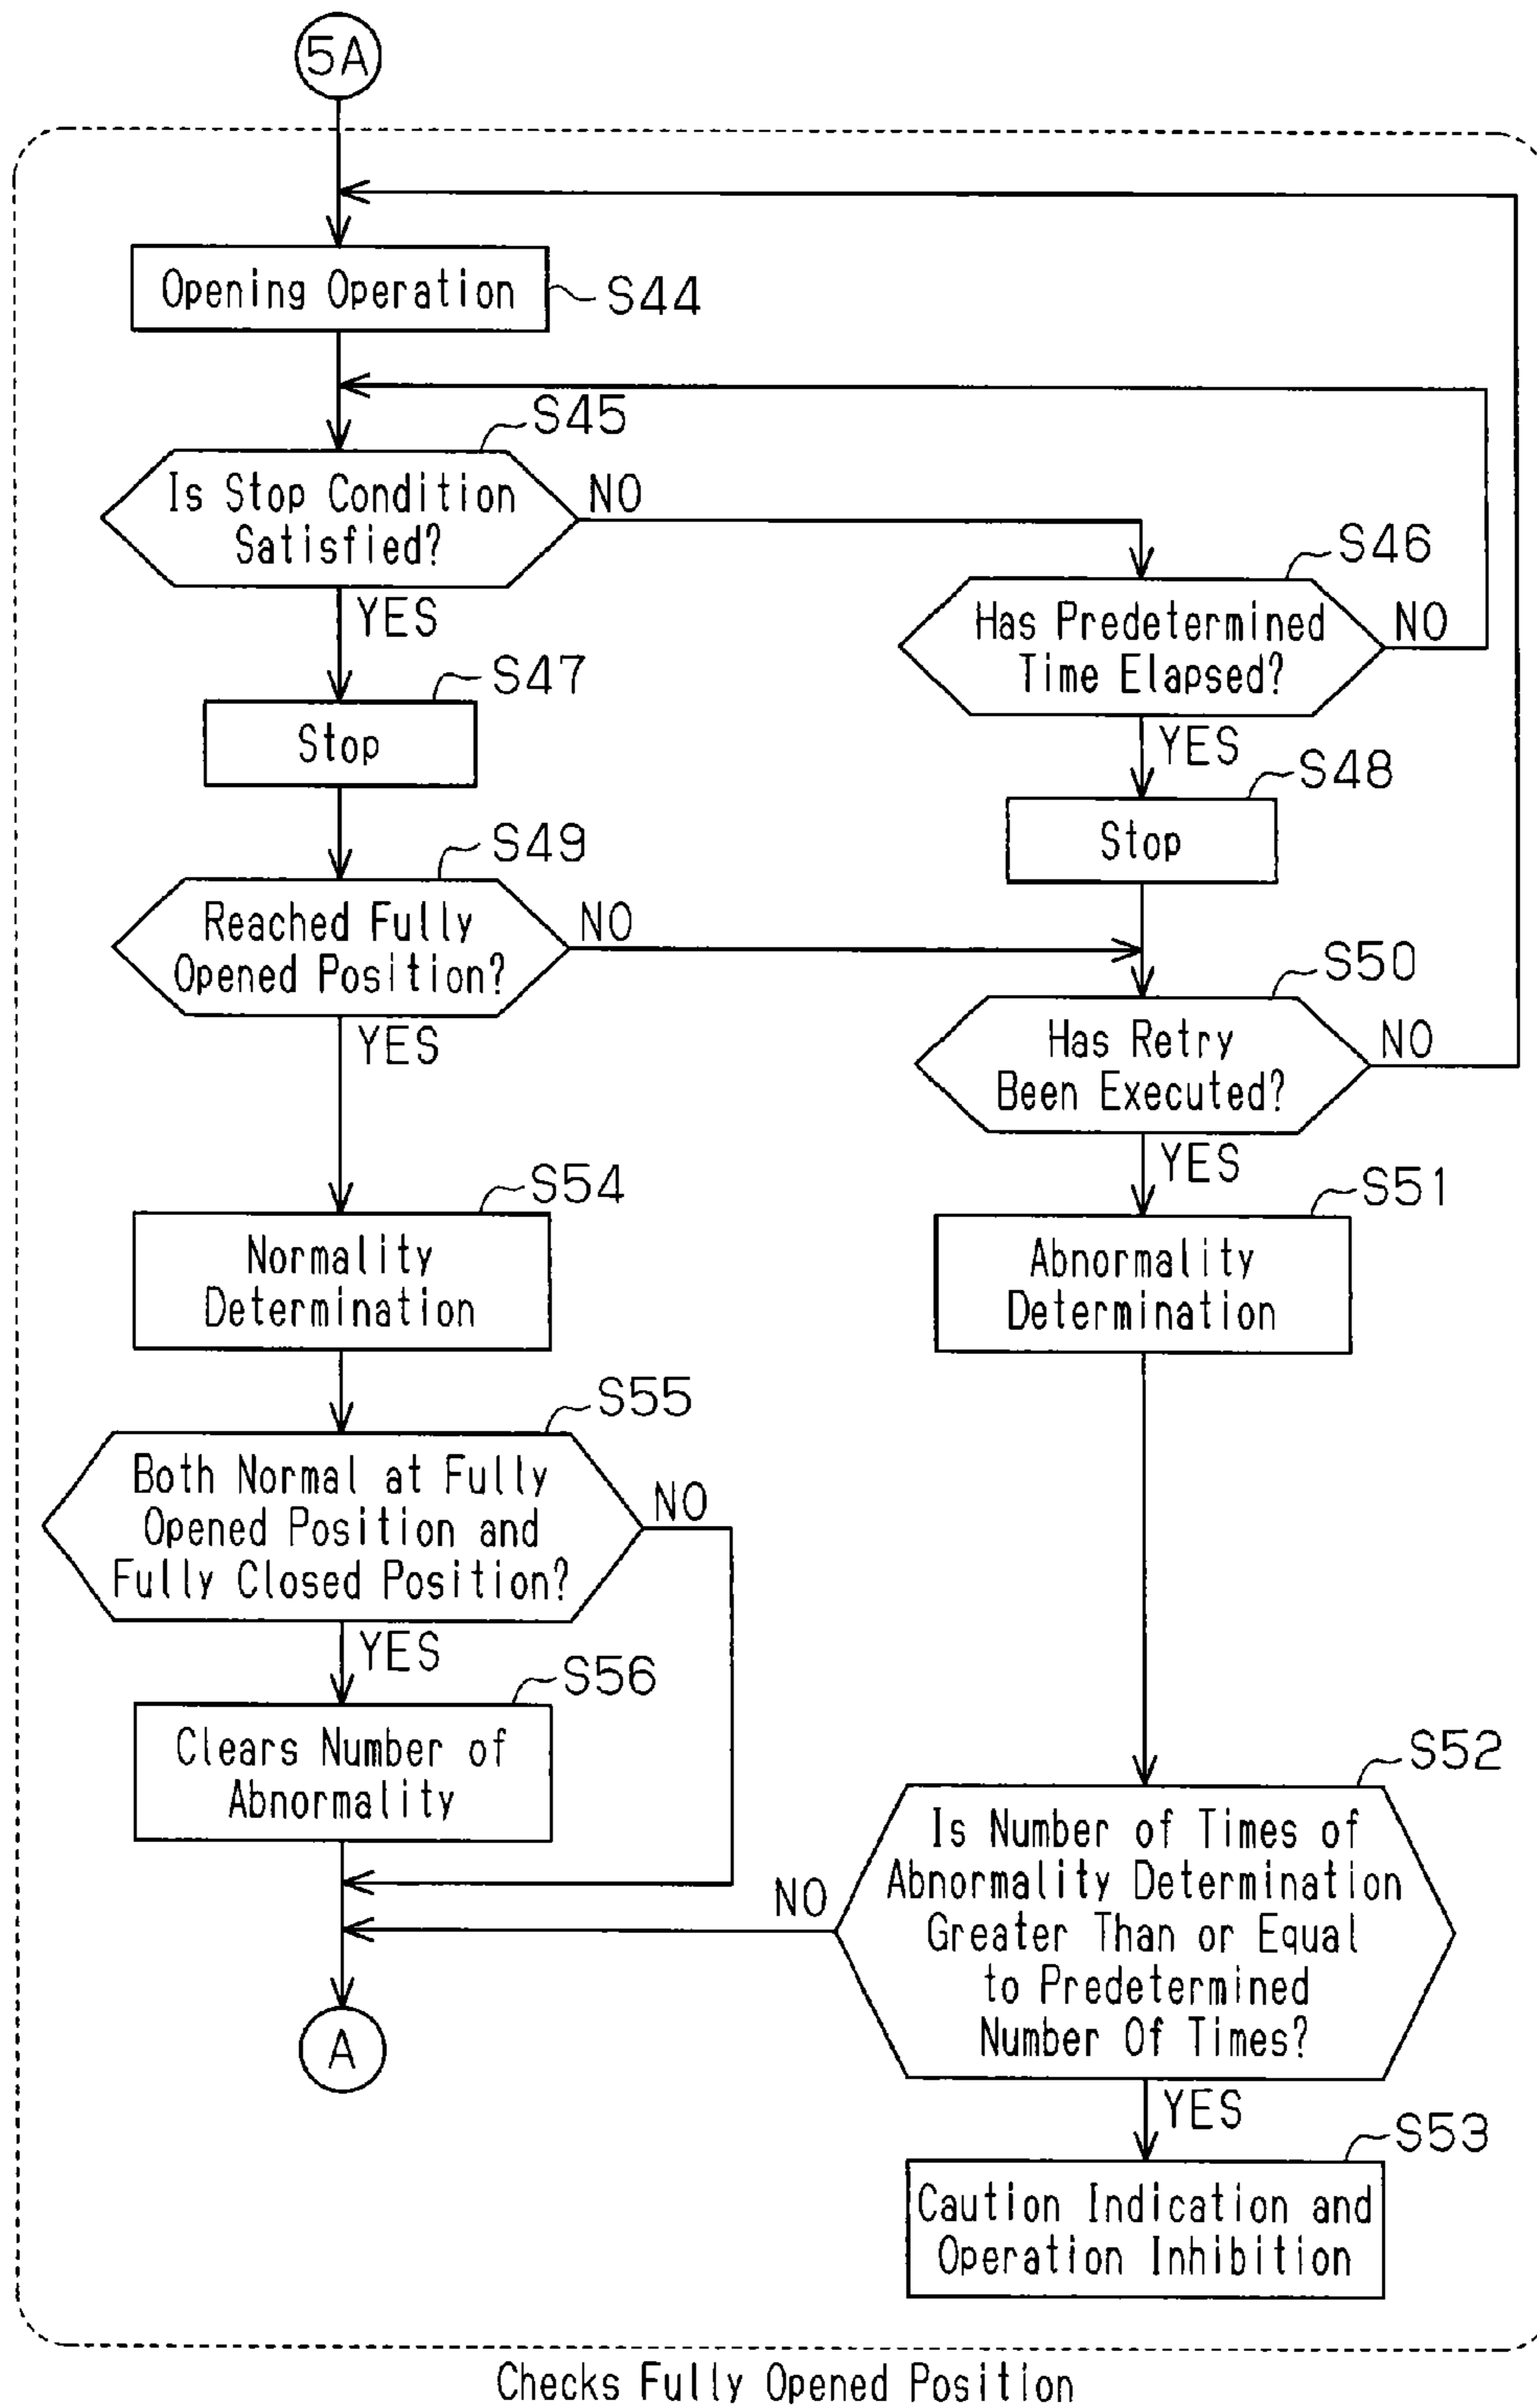 5A
Opening Operation
S44
S45
Is Stop Condition
Satisfied?
NO
YES
S46
Has Predetermined
Time Elapsed?
NO
YES
S47
Stop
S48
Stop
S49
Reached Fully
Opened Position?
NO
YES
S50
Has Retry
Been Executed?
NO
YES
S54
Normality
Determination
S51
Abnormality
Determination
S55
Both Normal at Fully
Opened Position and
Fully Closed Position?
NO
YES
S56
Clears Number of
Abnormality
S52
Is Number of Times of
Abnormality Determination
Greater Than or Equal
to Predetermined
Number Of Times?
NO
YES
A
S53
Caution Indication and
Operation Inhibition
Checks Fully Opened Position